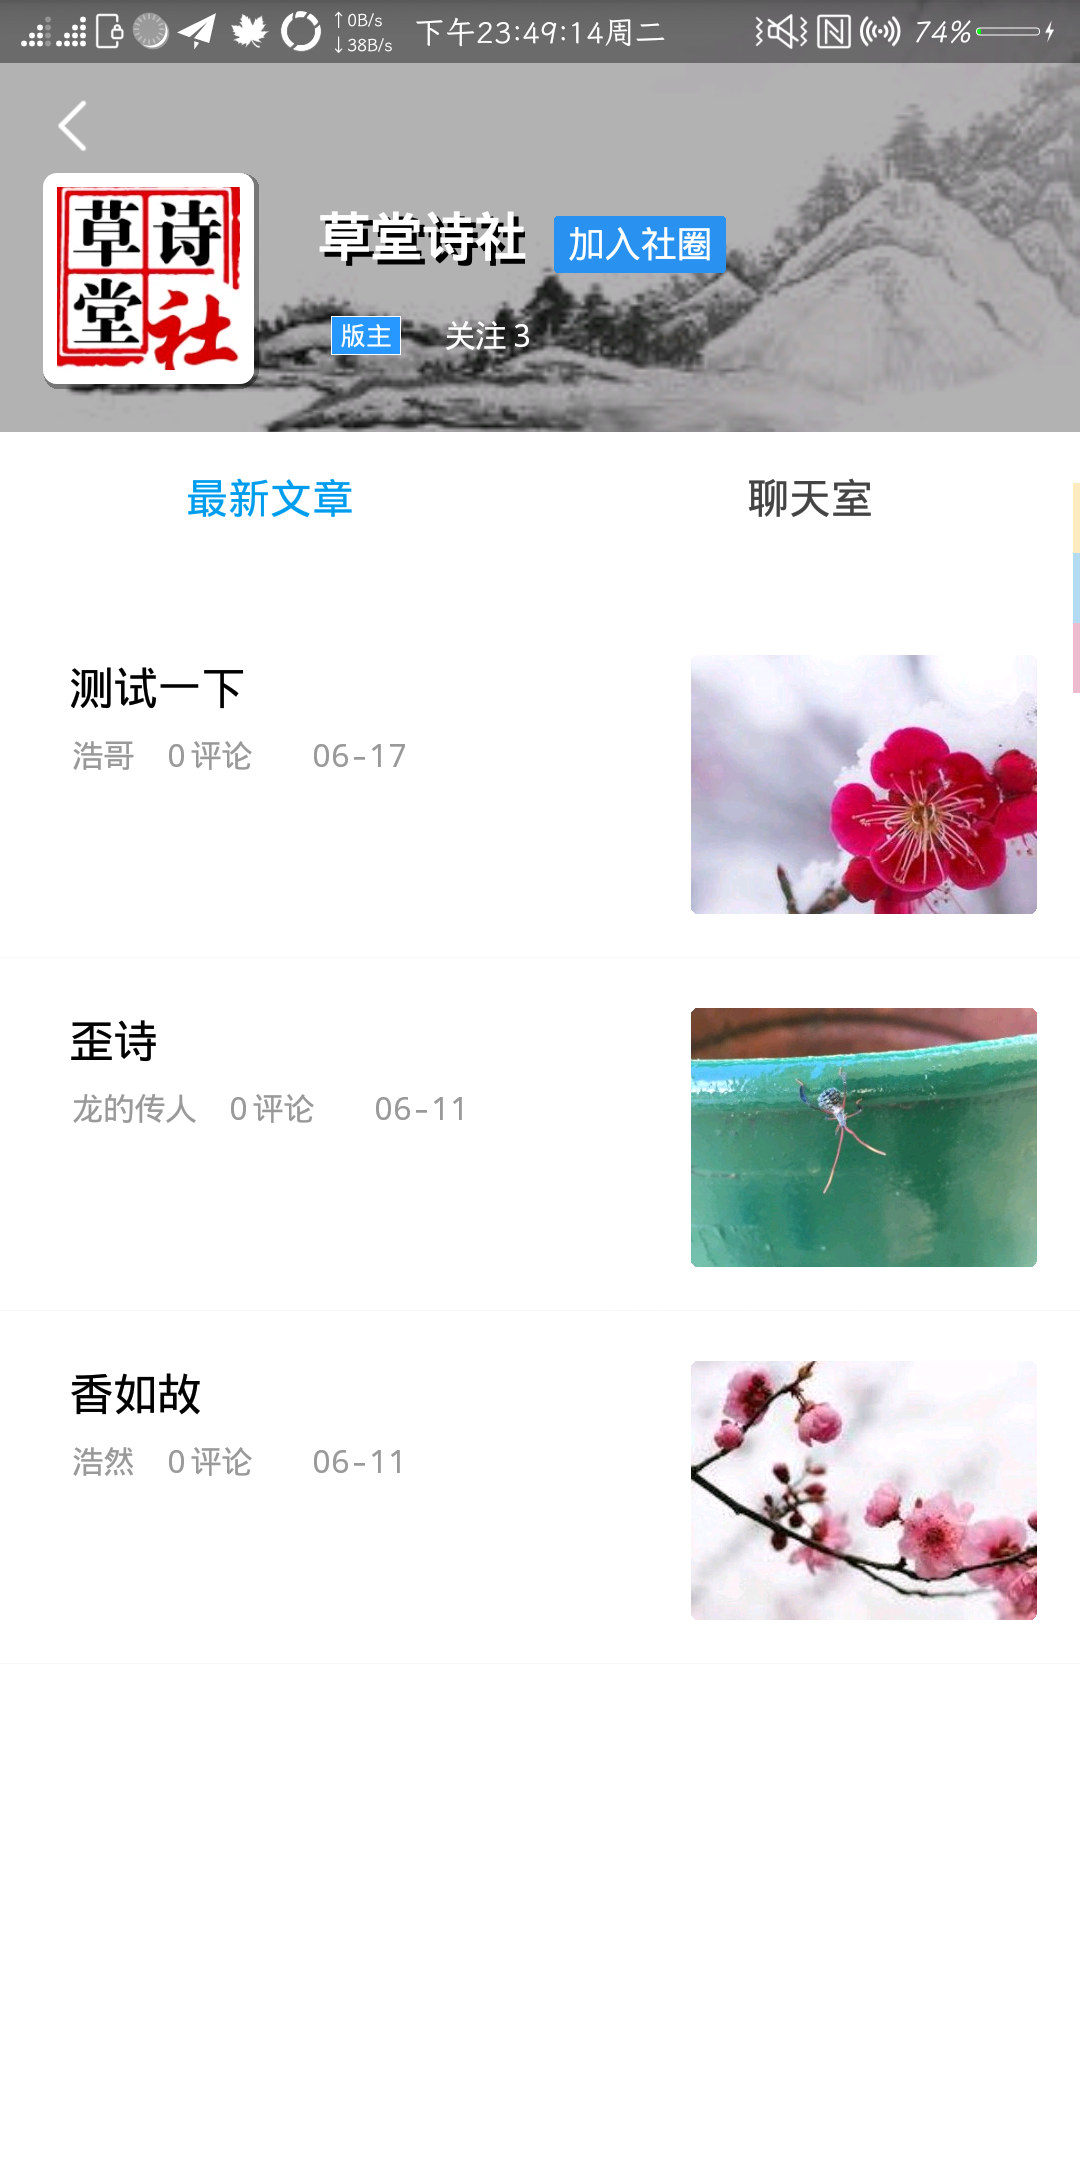 ↑0B/s
↓38B/s
下午23:49:14周二
74%
草诗
堂社
草堂诗社
加入社圈
版主 关注 3
最新文章 聊天室
测试一下
浩哥 0评论 06-17
歪诗
龙的传人 0评论 06-11
香如故
浩然 0评论 06-11